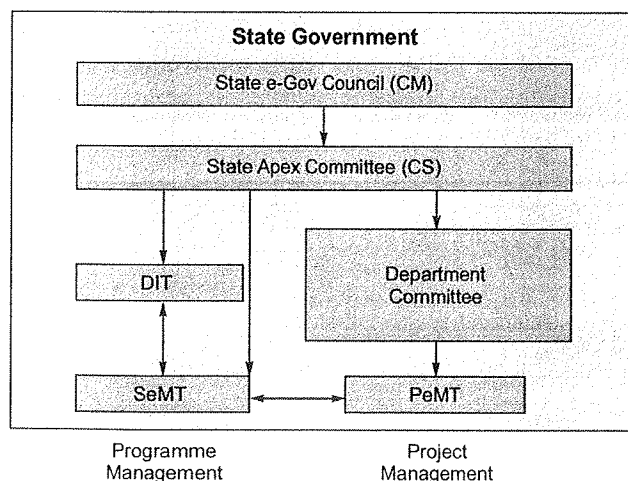 State Government
State e-Gov Council (CM)
State Apex Committee (CS)
DIT
Department
Committee
SeMT
PeMT
Programme
Management
Project
Management